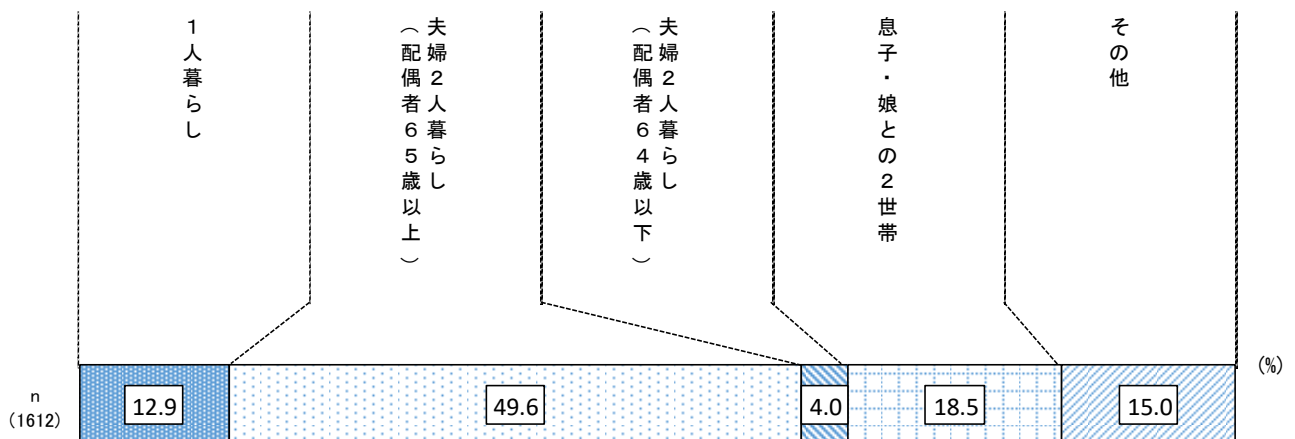 1人暮らし
夫婦2人暮らし
（配偶者65歳以上）
夫婦2人暮らし
（配偶者64歳以下）
息子・娘との2世帯
その他
(%)
n
(1612)
12.9
49.6
4.0
18.5
15.0